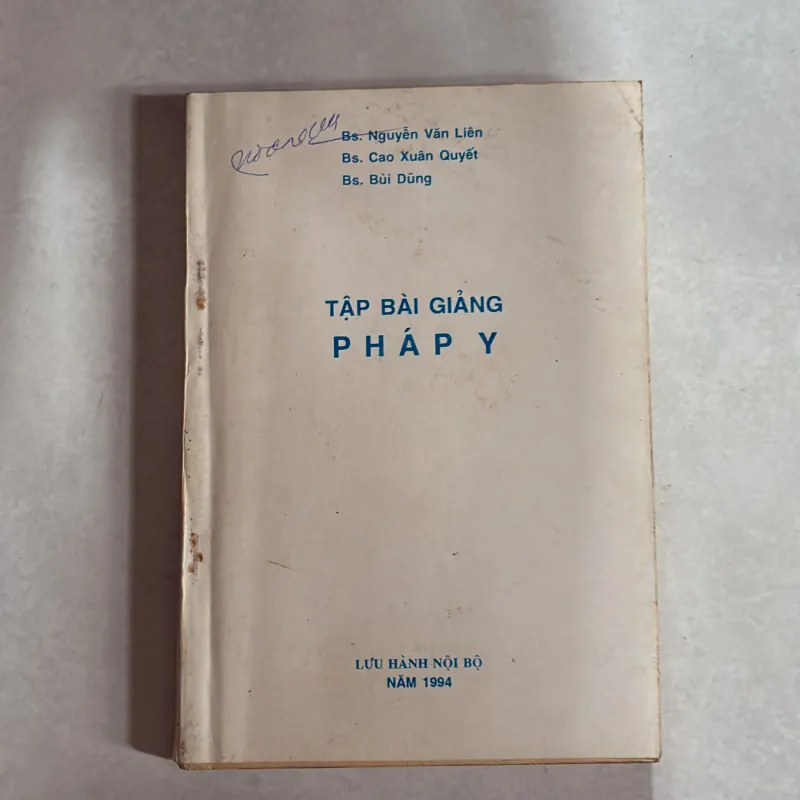 Bs. Nguyễn Văn Liên
Bs. Cao Xuân Quyết
Bs. Bùi Dũng
TẬP BÀI GIẢNG
PHÁP Y
LƯU HÀNH NỘI BỘ
NĂM 1994